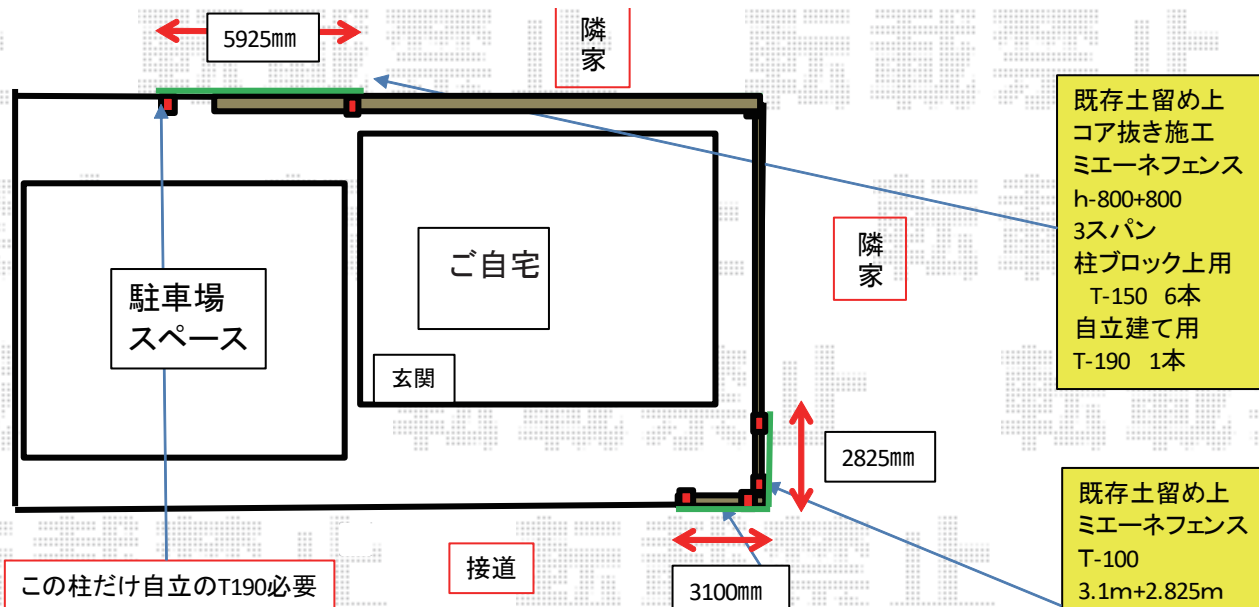 5925mm
隣
家
既存土留め上
コア抜き施工
ミエーネフェンス
h-800+800
3スパン
柱ブロック上用
T-150 6本
自立建て用
T-190 1本
隣
家
ご自宅
駐車場
スペース
玄関
2825mm
既存土留め上
ミエーネフェンス
T-100
3.1m+2.825m
接道
3100mm
この柱だけ自立のT190必要